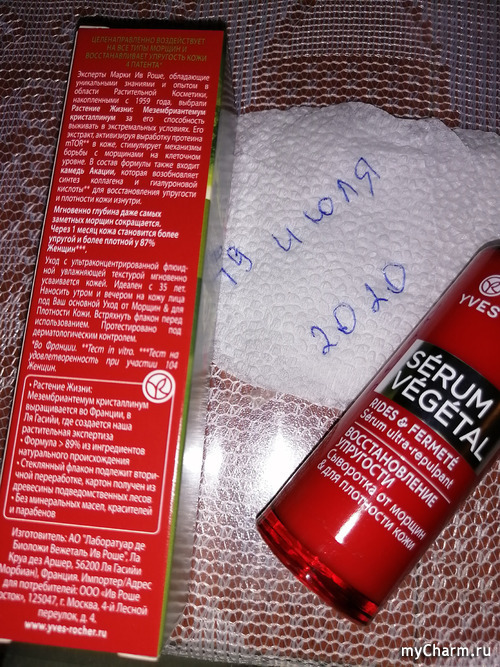 ЦЕЛЕНАПРАВЛЕННО ВОЗДЕЙСТВУЕТ
НА ВСЕ ТИПЫ МОРЩИН И
ВОССТАНАВЛИВАЕТ УПРУГОСТЬ КОЖИ
4 ПАТЕНТА*
Эксперты Марки Ив Роше, обладающие
уникальными знаниями и опытом в
области Растительной Косметики,
накопленными с 1959 года, выбрали
Растение Жизни: Мезембриантемум
кристаллинум за его способность
выживать в экстремальных условиях. Его
экстракт, активизируя выработку протеина
mTOR** в коже, стимулирует механизмы
борьбы с морщинами на клеточном
уровне. В состав формулы также входят
камедь Акации, которая возобновляет
синтез коллагена и гиалуроновой
кислоты** для восстановления упругости
и плотности кожи изнутри.
Мгновенно глубина даже самых
заметных морщин сокращается.
Через 1 месяц кожа становится более
упругой и более плотной у 87%
Женщин***.
Уход с ультраконцентрированной флюид-
ной увлажняющей текстурой мгновенно
усваивается кожей. Идеален с 35 лет.
Наносить утром и вечером на кожу лица
под Ваш основной Уход от Морщин & для
Плотности Кожи. Встряхнуть флакон перед
использованием. Протестировано под
дерматологическим контролем.
*Во Франции. **Тест in vitro. ***Тест на
удовлетворенность при участии 104
Женщин.
• Растение Жизни:
Мезембриантемум кристаллинум
выращивается во Франции, в
Ля Гасийи, где создается наша
растительная экспертиза
• Формула > 89% из ингредиентов
натурального происхождения
• Стеклянный флакон подлежит вторич-
ной переработке, картон получен из
древесины подведомственных лесов
• Без минеральных масел, красителей
и парабенов
Изготовитель: АО "Лаборатуар де
Биоложи Вежеталь Ив Роше", Ля
Круа дез Аршер, 56200 Ля Гасийи
(Морбиан), Франция. Импортер/Адрес
для потребителей: ООО «Ив Роше
Восток», 125047, г. Москва, 4-й Лесной
переулок, д. 4.
www.yves-rocher.ru
19 июля
2020
YVES
SÉRUM
VÉGÉTAL
RIDES & FERMETÉ
Sérum ultra-repulpant
ВОССТАНОВЛЕНИЕ
УПРУГОСТИ
Сыворотка от морщин
& для плотности кожи
myCharm.ru